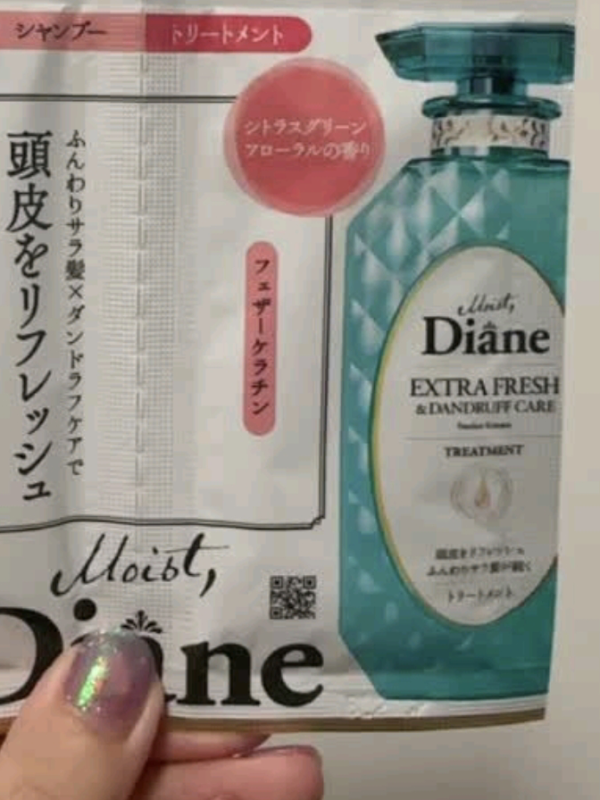 シャンプー
トリートメント
シトラスグリーン
フローラルの香り
ふんわりサラ髪×ダンドラフケアで
頭皮をリフレッシュ
フェザーケラチン
Moist,
Diane
Moist,
Diane
EXTRA FRESH
& DANDRUFF CARE
TREATMENT
頭皮をリフレッシュ
ふんわりサラ髪が続く
トリートメント